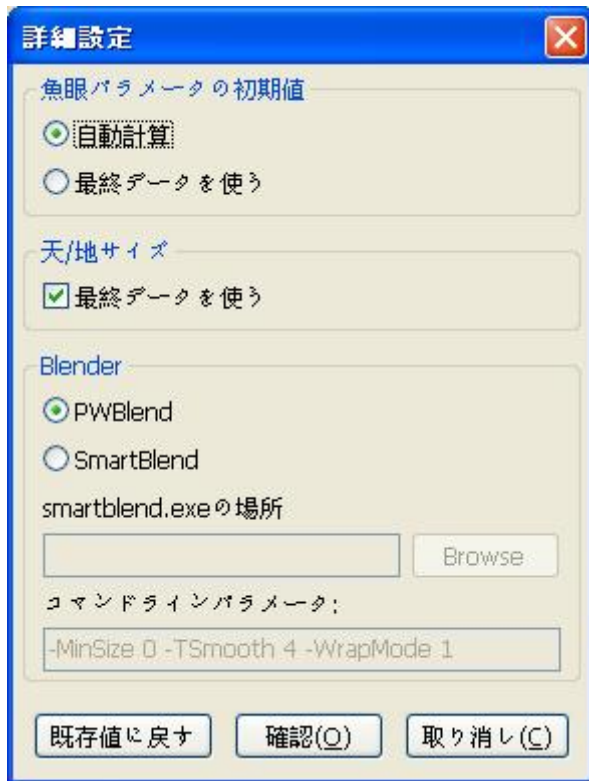 詳細設定
魚眼パラメータの初期値
自動計算
最終データを使う
天/地サイズ
最終データを使う
Blender
PWBlend
SmartBlend
smartblend.exeの場所
Browse
コマンドラインパラメータ:
-MinSize 0 -TSmooth 4 -WrapMode 1
既存値に戻す 確認(O) 取り消し(C)